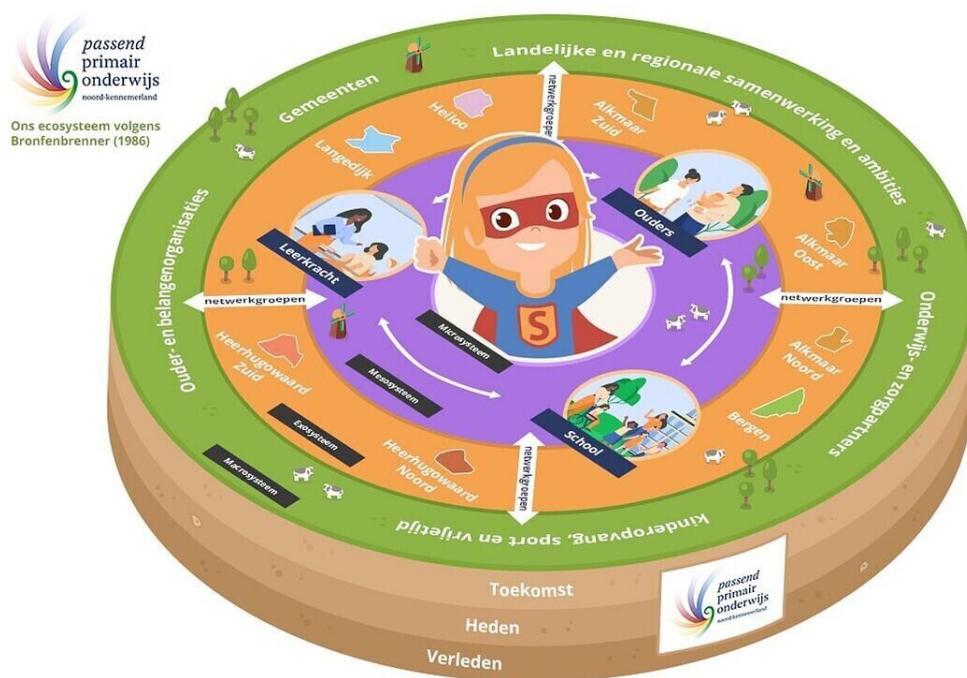 passend
primair
onderwijs
noord-kennemerland
Ons ecosysteem volgens
Bronfenbrenner (1986)
Landelijke en regionale samenwerking en ambities
Gemeenten
Ouder- en belangenorganisaties
Onderwijs- en zorgpartners
Kinderopvang, sport en vrijetijd
netwerkgroepen
Heiloo
Alkmaar
Zuid
Langedijk
Ouders
Leerkracht
Alkmaar
Oost
netwerkgroepen
netwerkgroepen
S
Microsysteem
Heerhugowaard
Zuid
Mesosysteem
Alkmaar
Noord
Bergen
School
Exosysteem
Heerhugowaard
Noord
netwerkgroepen
Macrosysteem
Toekomst
Heden
Verleden
passend
primair
onderwijs
noord-kennemerland